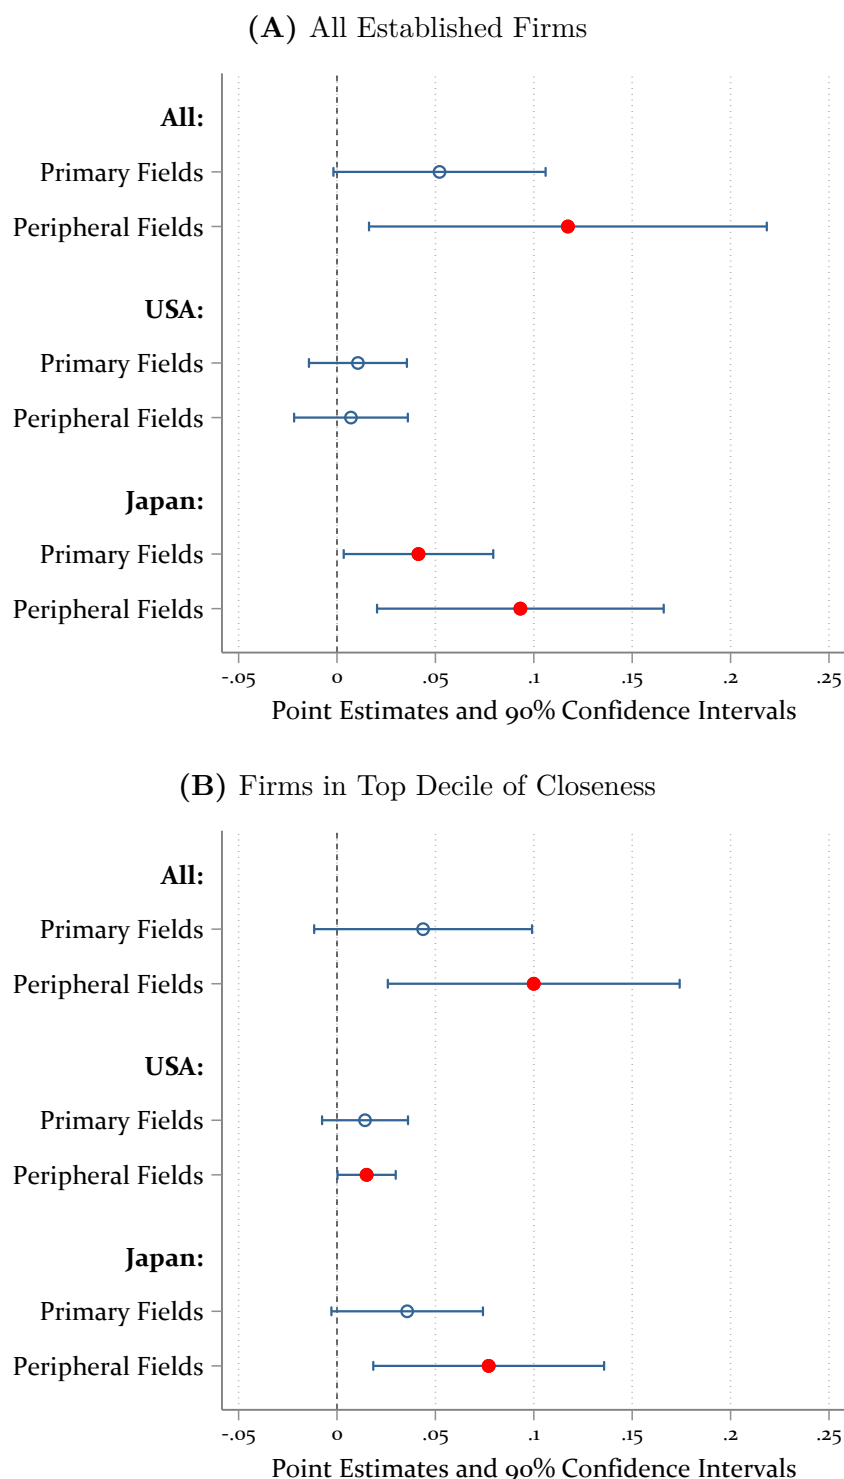 (A) All Established Firms
All:
Primary Fields
Peripheral Fields
USA:
Primary Fields
Peripheral Fields
Japan:
Primary Fields
Peripheral Fields
-.05 0 .05 .1 .15 .2 .25
Point Estimates and 90% Confidence Intervals
(B) Firms in Top Decile of Closeness
All:
Primary Fields
Peripheral Fields
USA:
Primary Fields
Peripheral Fields
Japan:
Primary Fields
Peripheral Fields
-.05 0 .05 .1 .15 .2 .25
Point Estimates and 90% Confidence Intervals